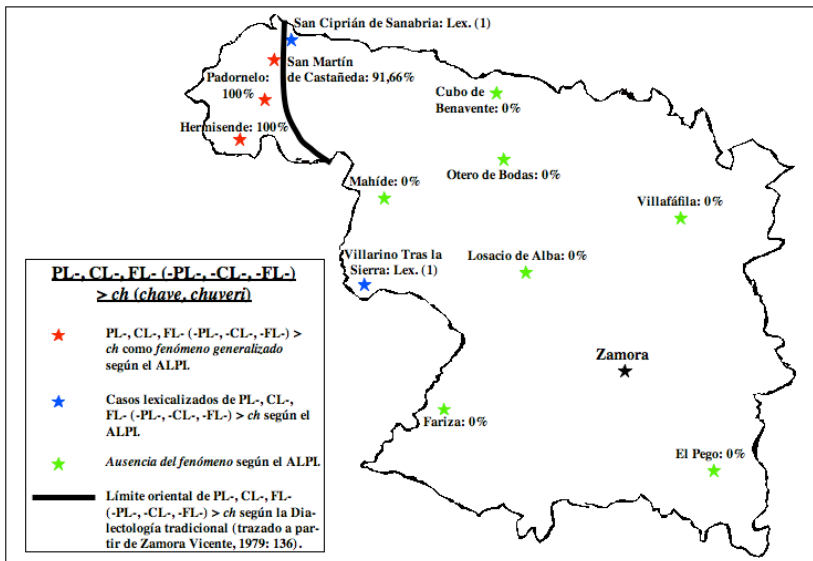 San Ciprián de Sanabria: Lex. (1)
San Martín
de Castañeda: 91,66%
Padornelo:
100%
Hermisende: 100%
Cubo de
Benavente: 0%
Otero de Bodas: 0%
Mahíde: 0%
Villafáfila: 0%
Villarino Tras la
Sierra: Lex. (1)
Losacio de Alba: 0%
Zamora
Fariza: 0%
El Pego: 0%
PL-, CL-, FL- (-PL-, -CL-, -FL-)
> ch (chave, chuveri)
PL-, CL-, FL- (-PL-, -CL-, -FL-) >
ch como fenómeno generalizado
según el ALPI.
Casos lexicalizados de PL-, CL-,
FL- (-PL-, -CL-, -FL-) > ch según el
ALPI.
Ausencia del fenómeno según el ALPI.
Límite oriental de PL-, CL-, FL-
(-PL-, -CL-, -FL-) > ch según la Dia-
lectología tradicional (trazado a par-
tir de Zamora Vicente, 1979: 136).